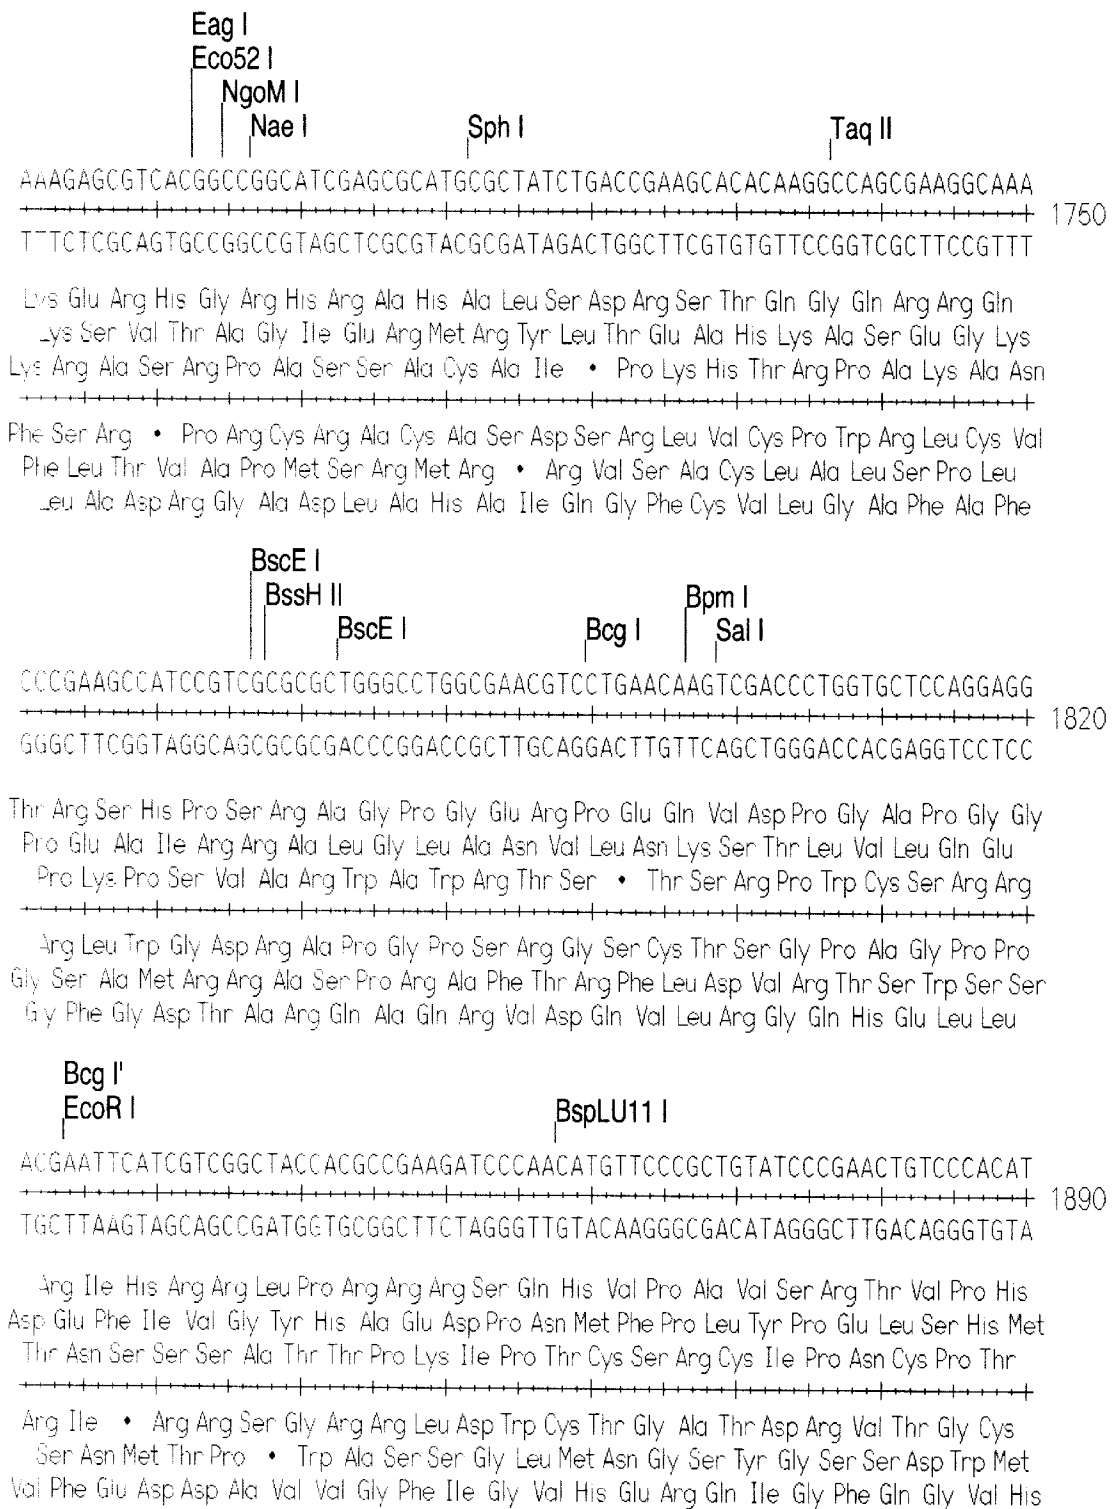 Eag I
Eco52 I
NgoM I
Nae I Sph I Taq II
AAAGAGCGTCACGGCCGGCATCGAGCGCATGCGCTATCTGACCGAAGCACACAAGGCCAGCGAAGGCAAA
1750
TTTCTCGCAGTGCCGGCCGTAGCTCGCGTACGCGATAGACTGGCTTCGTGTGTTCCGGTCGCTTCCGTTT
Lys Glu Arg His Gly Arg His Arg Ala His Ala Leu Ser Asp Arg Ser Thr Gln Gly Gln Arg Arg Gln
Lys Ser Val Thr Ala Gly Ile Glu Arg Met Arg Tyr Leu Thr Glu Ala His Lys Ala Ser Glu Gly Lys
Lys Arg Ala Ser Arg Pro Ala Ser Ser Ala Cys Ala Ile • Pro Lys His Thr Arg Pro Ala Lys Ala Asn
Phe Ser Arg • Pro Arg Cys Arg Ala Cys Ala Ser Asp Ser Arg Leu Val Cys Pro Trp Arg Leu Cys Val
Phe Leu Thr Val Ala Pro Met Ser Arg Met Arg • Arg Val Ser Ala Cys Leu Ala Leu Ser Pro Leu
Leu Ala Asp Arg Gly Ala Asp Leu Ala His Ala Ile Gln Gly Phe Cys Val Leu Gly Ala Phe Ala Phe
BscE I
BssH II Bpm I
BscE I Bcg I Sal I
CCCGAAGCCATCCGTCGCGCGCTGGGCCTGGCGAACGTCCTGAACAAGTCGACCCTGGTGCTCCAGGAGG
1820
GGGCTTCGGTAGGCAGCGCGCGACCCGGACCGCTTGCAGGACTTGTTCAGCTGGGACCACGAGGTCCTCC
Thr Arg Ser His Pro Ser Arg Ala Gly Pro Gly Glu Arg Pro Glu Gln Val Asp Pro Gly Ala Pro Gly Gly
Pro Glu Ala Ile Arg Arg Ala Leu Gly Leu Ala Asn Val Leu Asn Lys Ser Thr Leu Val Leu Gln Glu
Pro Lys Pro Ser Val Ala Arg Trp Ala Trp Arg Thr Ser • Thr Ser Arg Pro Trp Cys Ser Arg Arg
Arg Leu Trp Gly Asp Arg Ala Pro Gly Pro Ser Arg Gly Ser Cys Thr Ser Gly Pro Ala Gly Pro Pro
Gly Ser Ala Met Arg Arg Ala Ser Pro Arg Ala Phe Thr Arg Phe Leu Asp Val Arg Thr Ser Trp Ser Ser
Gly Phe Gly Asp Thr Ala Arg Gln Ala Gln Arg Val Asp Gln Val Leu Arg Gly Gln His Glu Leu Leu
Bcg I'
EcoR I BspLU11 I
ACGAATTCATCGTCGGCTACCACGCCGAAGATCCCAACATGTTCCCGCTGTATCCCGAACTGTCCCACAT
1890
TGCTTAAGTAGCAGCCGATGGTGCGGCTTCTAGGGTTGTACAAGGGCGACATAGGGCTTGACAGGGTGTA
Arg Ile His Arg Arg Leu Pro Arg Arg Arg Ser Gln His Val Pro Ala Val Ser Arg Thr Val Pro His
Asp Glu Phe Ile Val Gly Tyr His Ala Glu Asp Pro Asn Met Phe Pro Leu Tyr Pro Glu Leu Ser His Met
Thr Asn Ser Ser Ser Ala Thr Thr Pro Lys Ile Pro Thr Cys Ser Arg Cys Ile Pro Asn Cys Pro Thr
Arg Ile • Arg Arg Ser Gly Arg Arg Leu Asp Trp Cys Thr Gly Ala Thr Asp Arg Val Thr Gly Cys
Ser Asn Met Thr Pro • Trp Ala Ser Ser Gly Leu Met Asn Gly Ser Tyr Gly Ser Ser Asp Trp Met
Val Phe Glu Asp Asp Ala Val Val Gly Phe Ile Gly Val His Glu Arg Gln Ile Gly Phe Gln Gly Val His